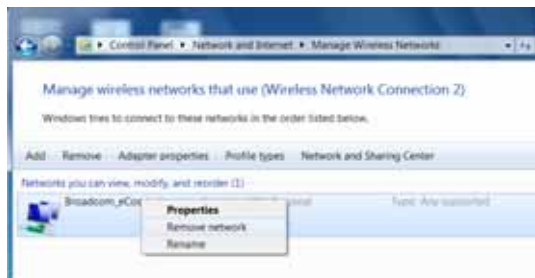 Control Panel ▸ Network and Internet ▸ Manage Wireless Networks
Manage wireless networks that use (Wireless Network Connection 2)
Windows tries to connect to these networks in the order listed below.
Add Remove Adapter properties Profile types Network and Sharing Center
Networks you can view, modify, and reorder (1)
Type: Any supported
Properties
Remove network
Rename